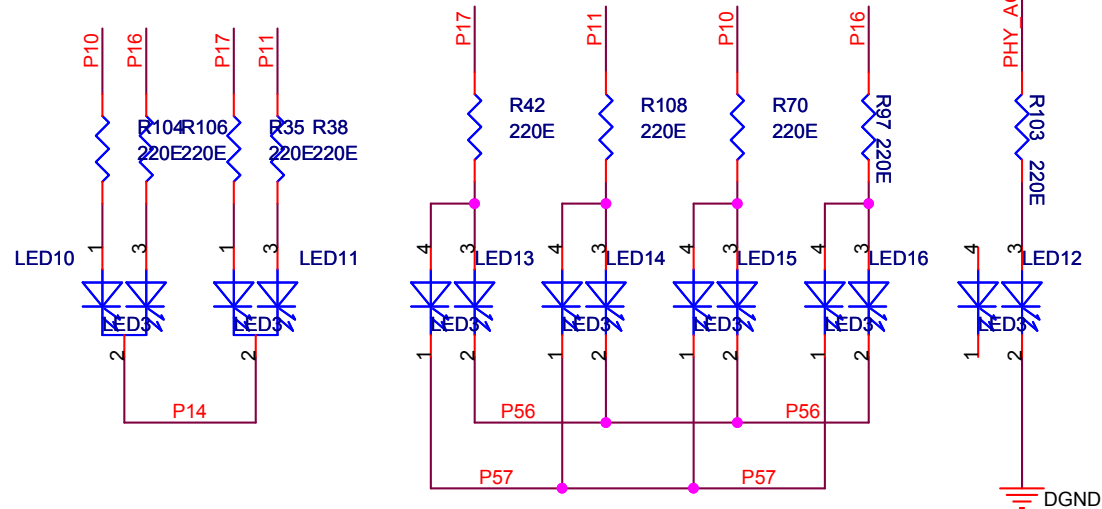 P10 P16 P17 P11 P17 P11 P10 P16
R104 R106 R35 R38 R42 R108 R70 R97 R103
220E 220E 220E 220E 220E 220E 220E 220E 220E
1 3 1 3 4 3 4 3 4 3 4 3 4 3
LED10 LED11 LED13 LED14 LED15 LED16 LED12
LED3 LED3 LED3 LED3 LED3 LED3 LED3
2 2 1 2 1 2 1 2 1 2 1 2
P14 P56 P56
P57 P57
DGND